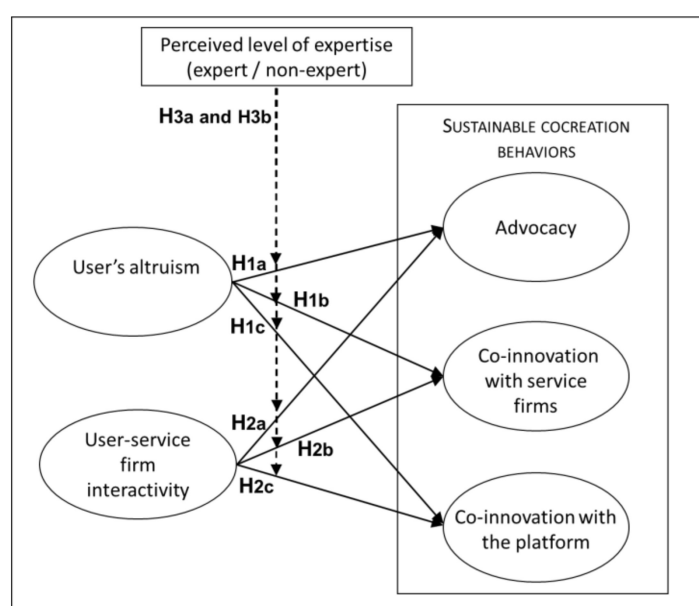 Perceived level of expertise
(expert / non-expert)
H3a and H3b
SUSTAINABLE COCREATION
BEHAVIORS
Advocacy
User's altruism
H1a
H1b
H1c
Co-innovation
with service
firms
H2a
User-service
firm
interactivity
H2b
H2c
Co-innovation with
the platform